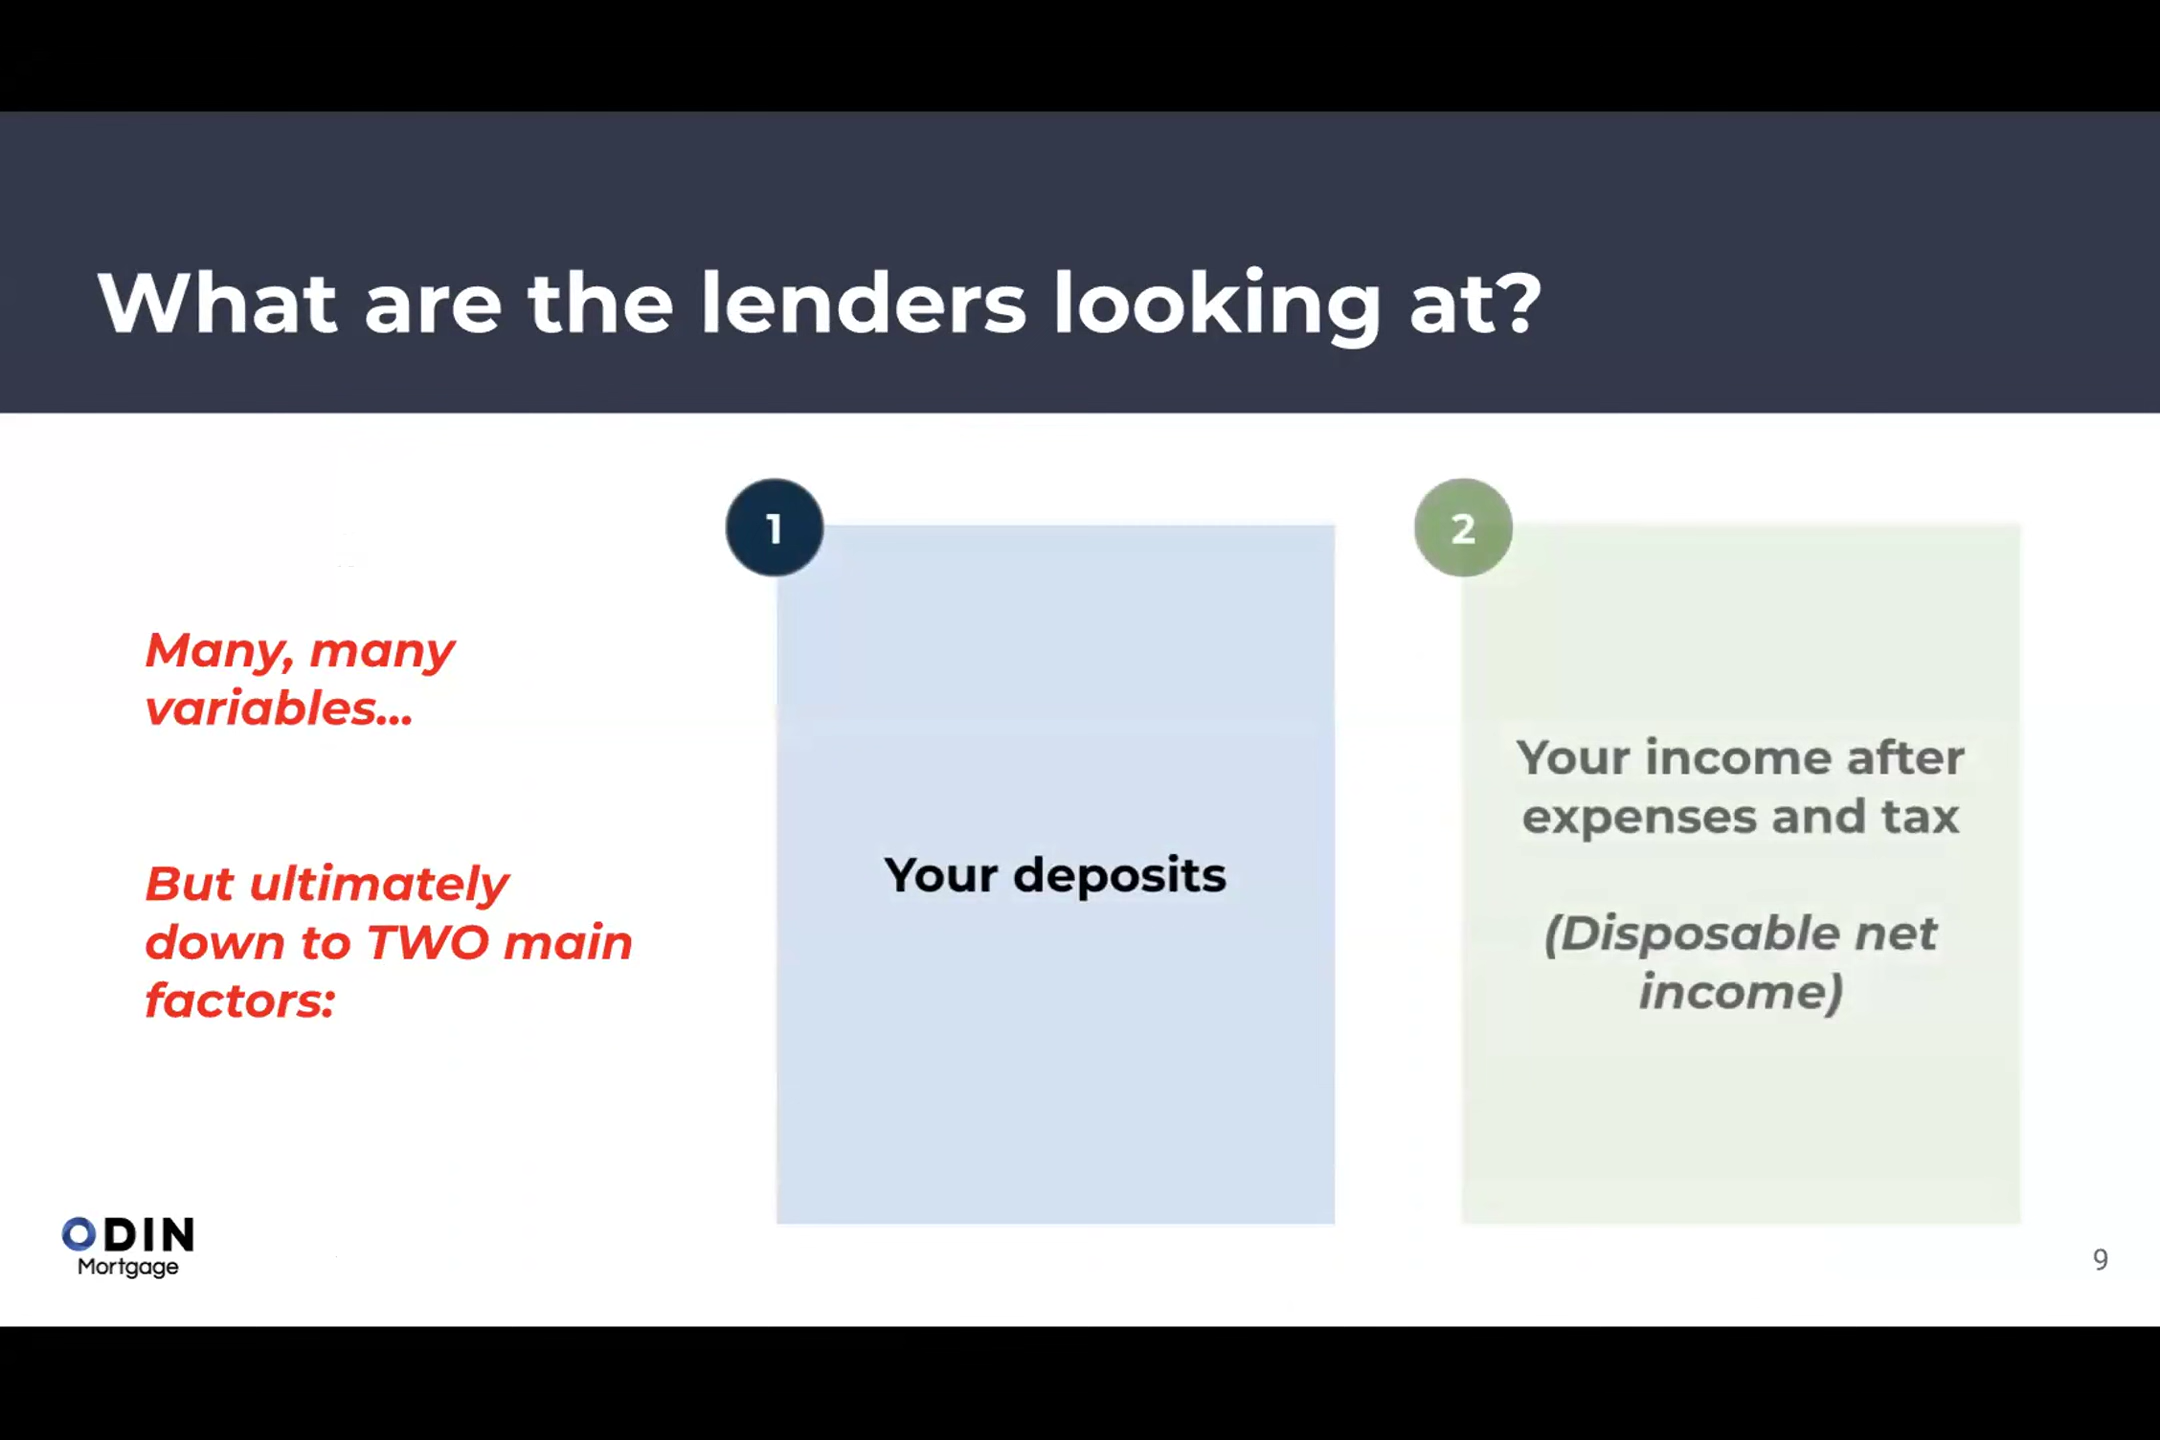 What are the lenders looking at?
Many, many
variables...
But ultimately
down to TWO main
factors:
1
Your deposits
2
Your income after
expenses and tax
(Disposable net
income)
ODIN
Mortgage
9